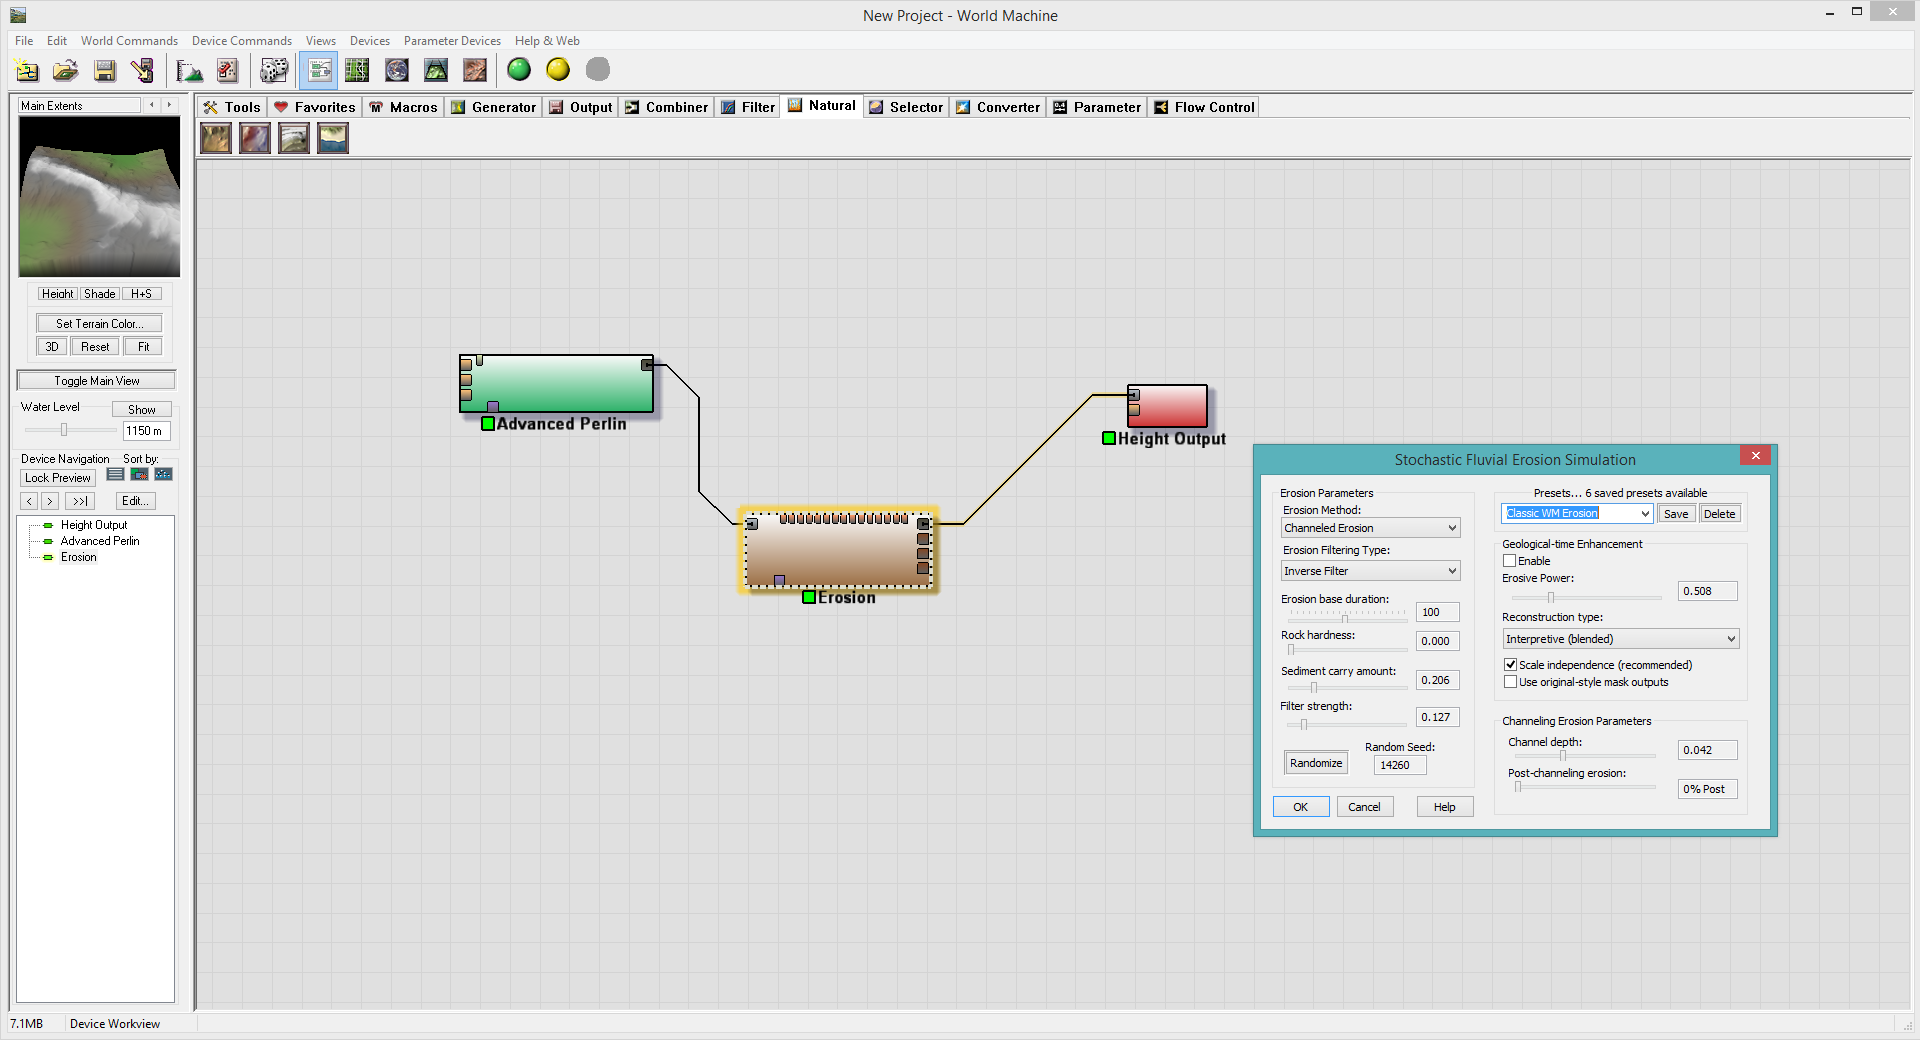 New Project - World Machine
File Edit World Commands Device Commands Views Devices Parameter Devices Help & Web
Main Extents
Tools Favorites Macros Generator Output Combiner Filter Natural Selector Converter Parameter Flow Control
Height Shade H+S
Set Terrain Color...
3D Reset Fit
Toggle Main View
Water Level Show
1150 m
Device Navigation Sort by:
Lock Preview
< > >>| Edit...
Height Output
Advanced Perlin
Erosion
Advanced Perlin
Height Output
Erosion
Stochastic Fluvial Erosion Simulation
Erosion Parameters
Erosion Method:
Channeled Erosion
Erosion Filtering Type:
Inverse Filter
Erosion base duration:
100
Rock hardness:
0.000
Sediment carry amount:
0.206
Filter strength:
0.127
Randomize
Random Seed:
14260
OK Cancel Help
Presets... 6 saved presets available
Classic WM Erosion Save Delete
Geological-time Enhancement
Enable
Erosive Power:
0.508
Reconstruction type:
Interpretive (blended)
Scale independence (recommended)
Use original-style mask outputs
Channeling Erosion Parameters
Channel depth:
0.042
Post-channeling erosion:
0% Post
7.1MB Device Workview